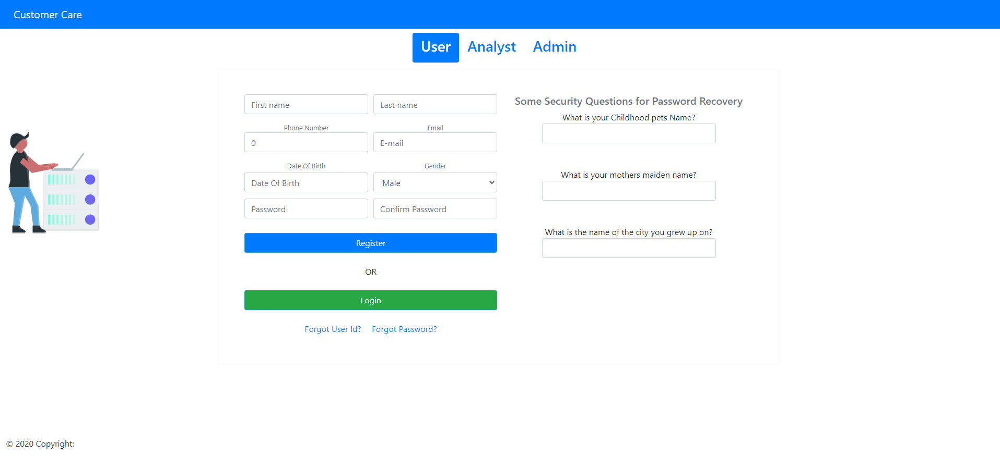 Customer Care
User Analyst Admin
First name Last name
Phone Number Email
0 E-mail
Date Of Birth Gender
Date Of Birth Male
Password Confirm Password
Register
OR
Login
Forgot User Id? Forgot Password?
Some Security Questions for Password Recovery
What is your Childhood pets Name?
What is your mothers maiden name?
What is the name of the city you grew up on?
© 2020 Copyright: